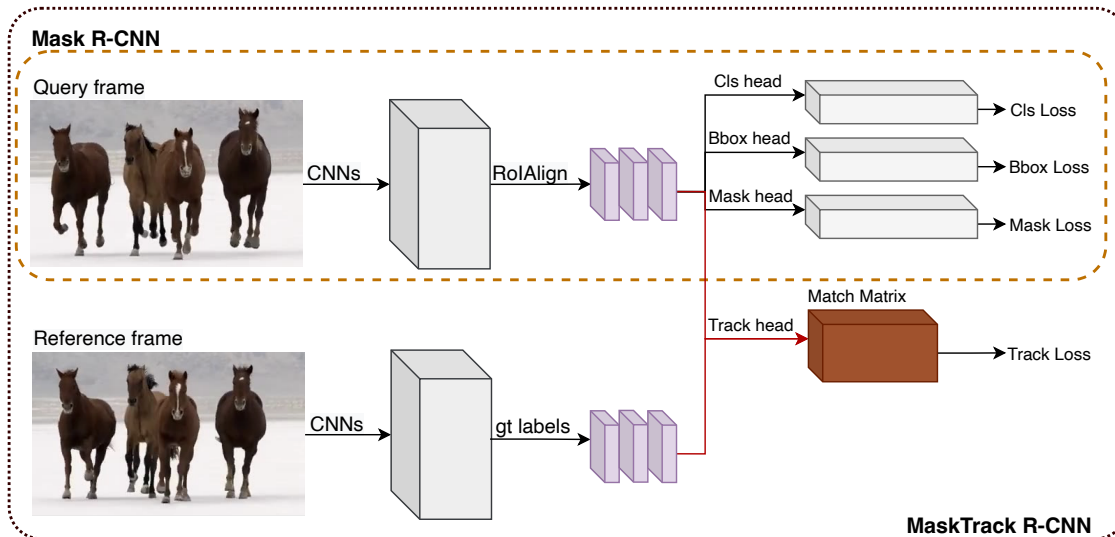 Mask R-CNN
Query frame
CNNs
RoIAlign
Cls head
Cls Loss
Bbox head
Bbox Loss
Mask head
Mask Loss
Match Matrix
Reference frame
Track head
Track Loss
CNNs
gt labels
MaskTrack R-CNN